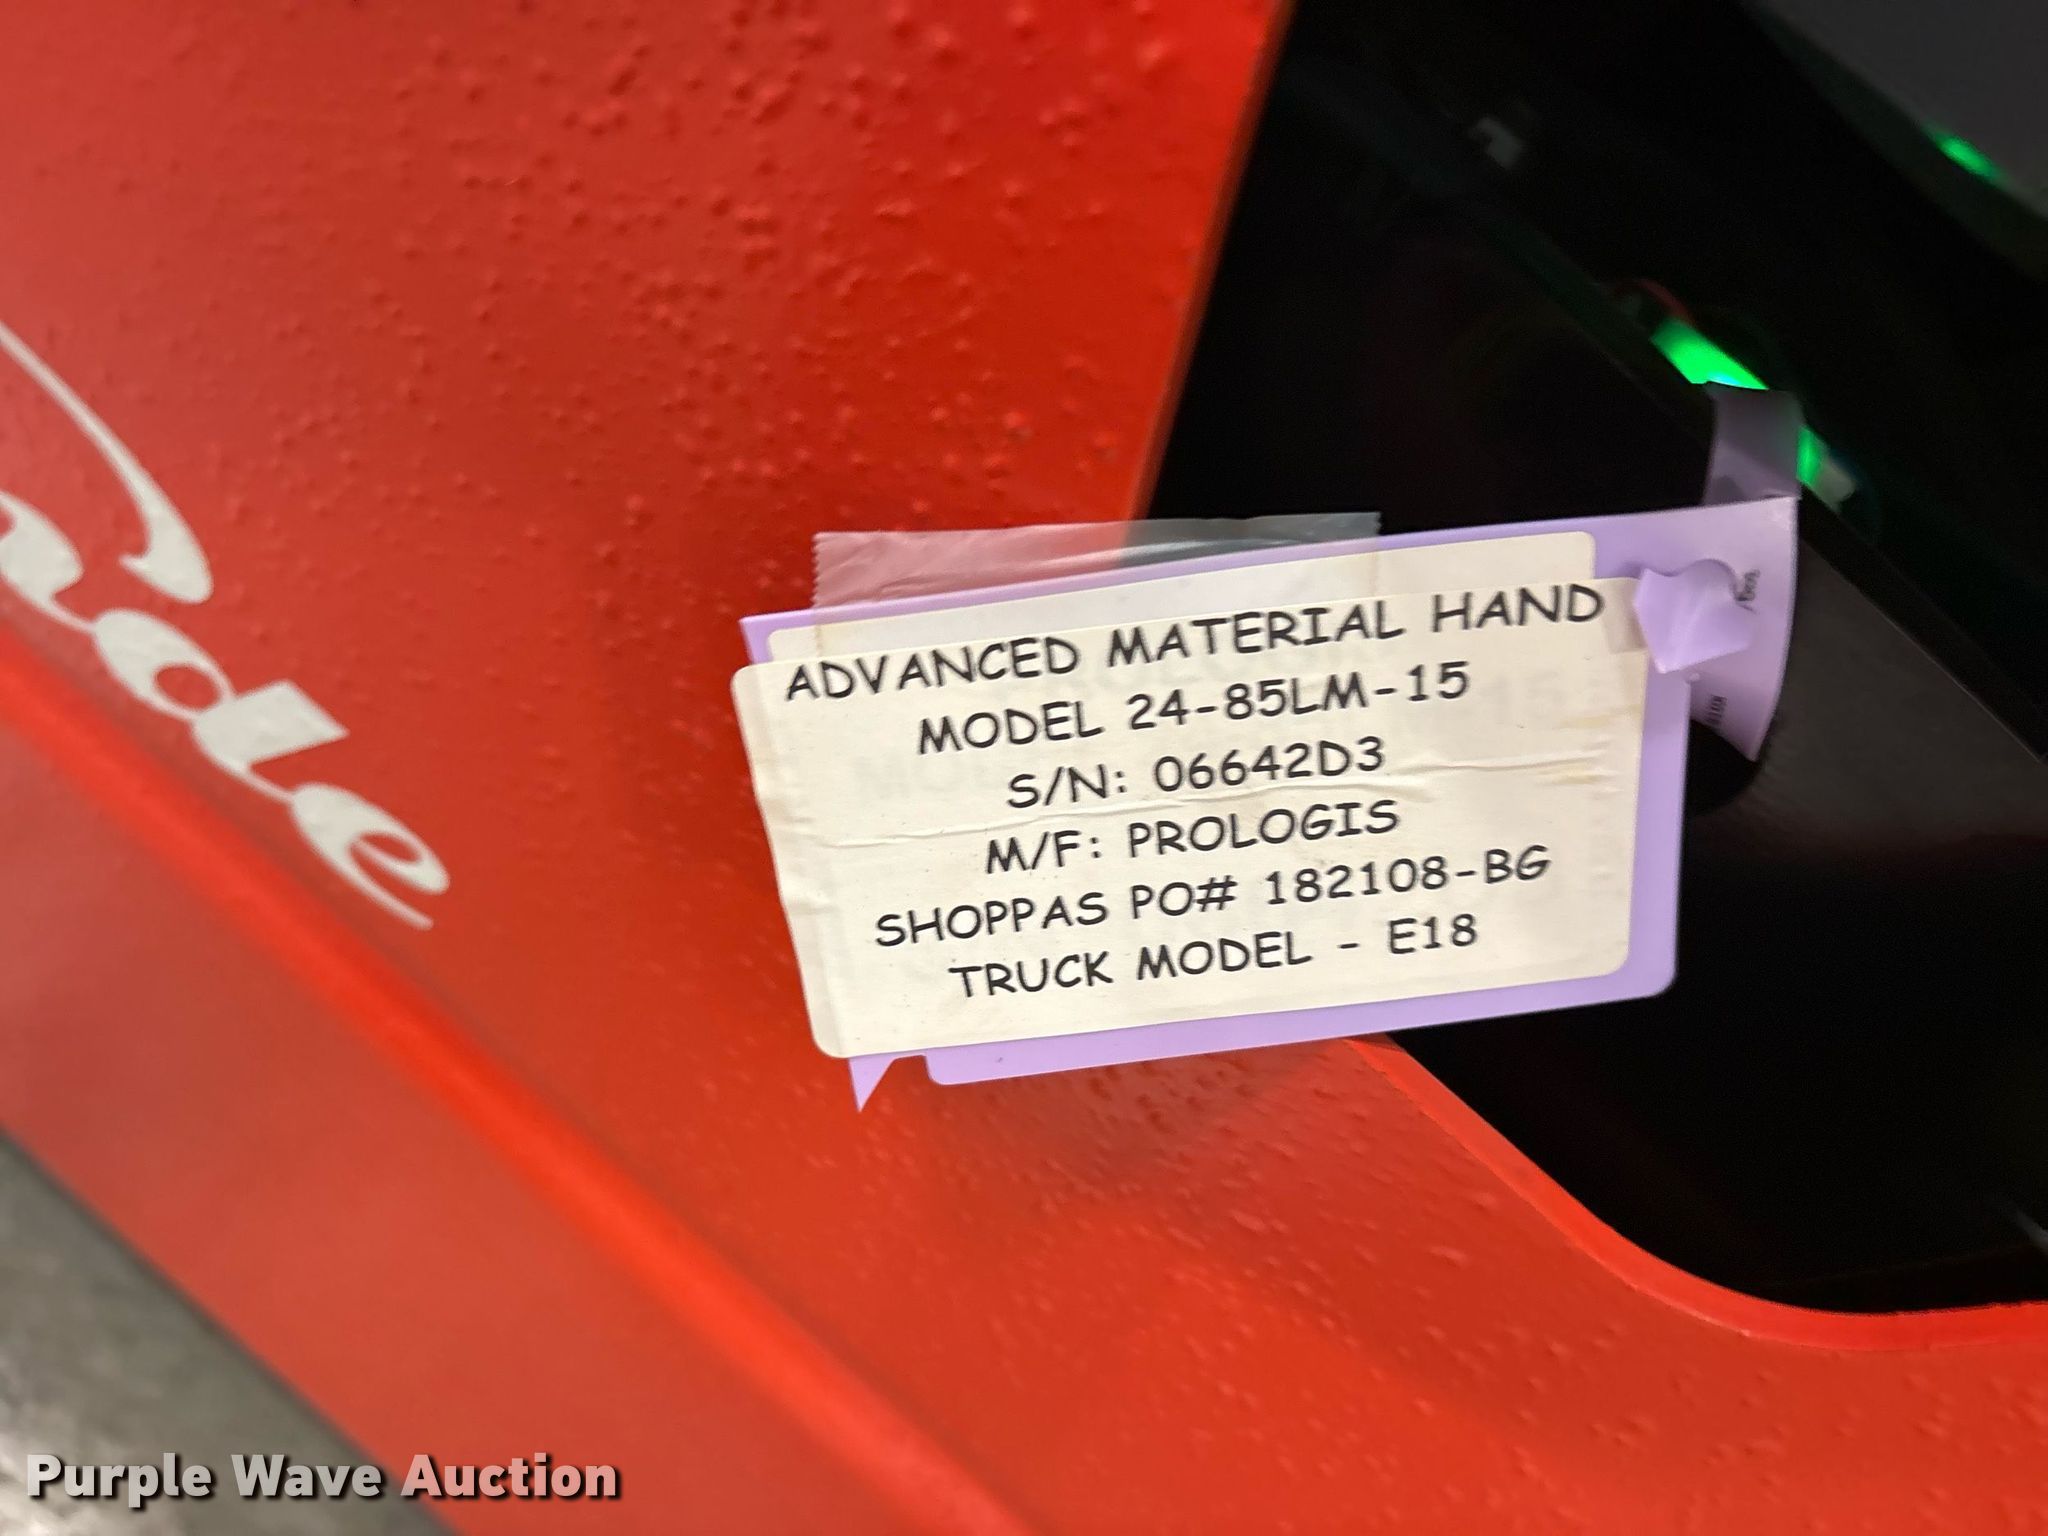 ADVANCED MATERIAL HAND
MODEL 24-85LM-15
S/N: 06642D3
M/F: PROLOGIS
SHOPPAS PO# 182108-BG
TRUCK MODEL - E18
Purple Wave Auction